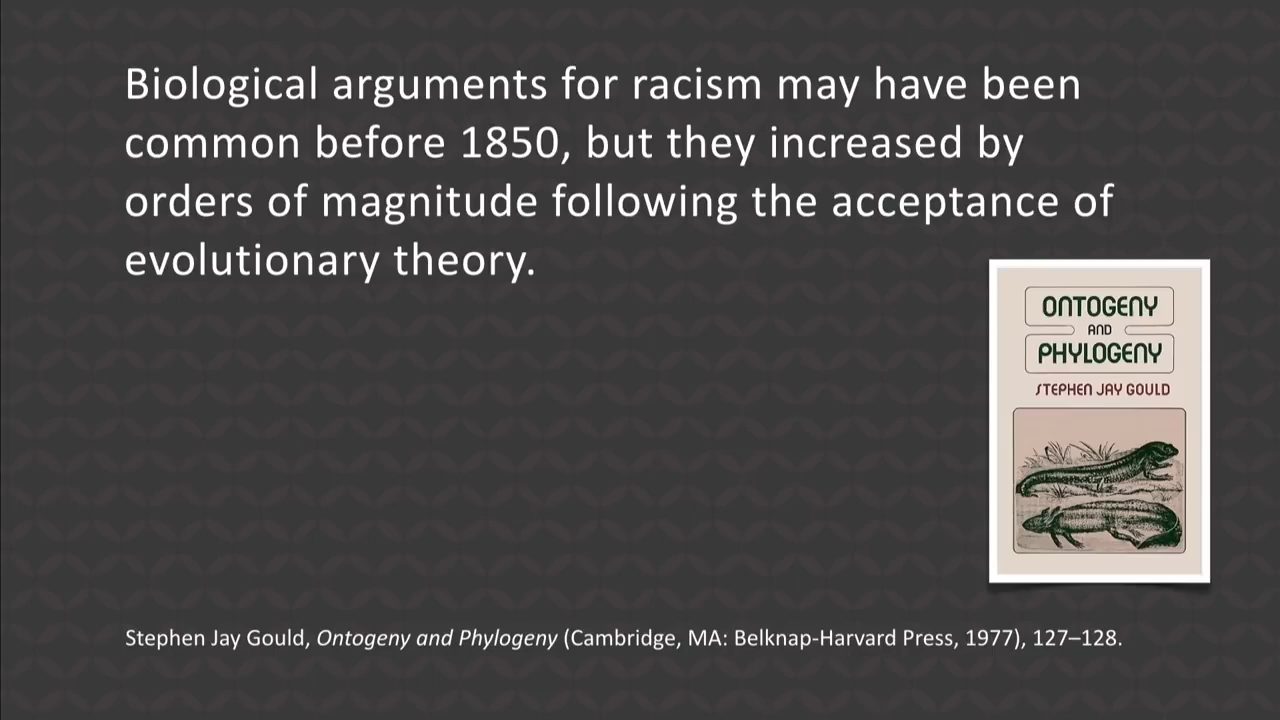 Biological arguments for racism may have been
common before 1850, but they increased by
orders of magnitude following the acceptance of
evolutionary theory.
ONTOGENY
AND
PHYLOGENY
STEPHEN JAY GOULD
Stephen Jay Gould, Ontogeny and Phylogeny (Cambridge, MA: Belknap-Harvard Press, 1977), 127–128.